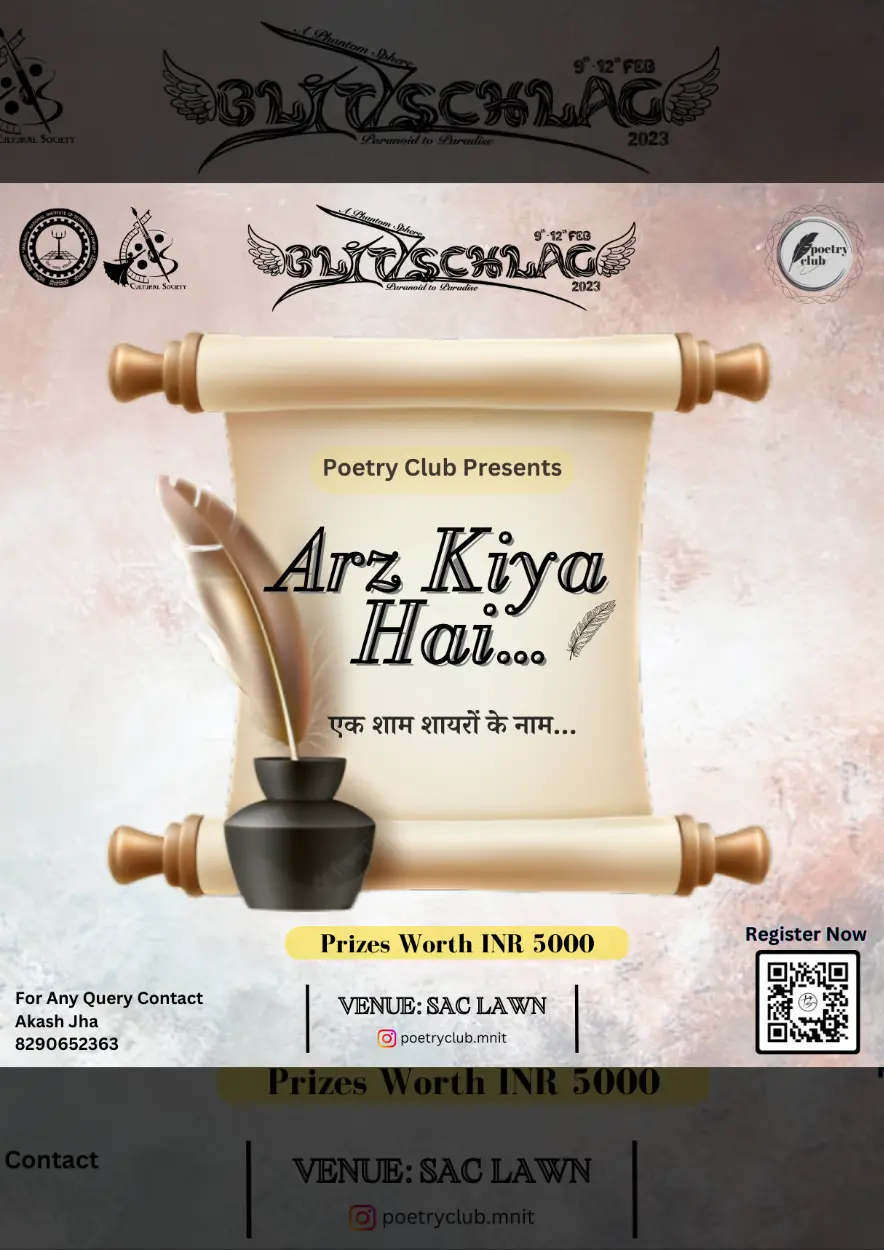 A Phantom Sphere
9th-12th FEB
BLITZSCHLAG
2023
Paranoid to Paradise
CULTURAL SOCIETY
A Phantom Sphere
9th-12th FEB
BLITZSCHLAG
Paranoid to Paradise
2023
CULTURAL SOCIETY
poetry
club
Poetry Club Presents
Arz Kiya
Hai...
एक शाम शायरों के नाम...
Prizes Worth INR 5000
Register Now
For Any Query Contact
Akash Jha
8290652363
VENUE: SAC LAWN
poetryclub.mnit
Prizes Worth INR 5000
Contact
VENUE: SAC LAWN
poetryclub.mnit